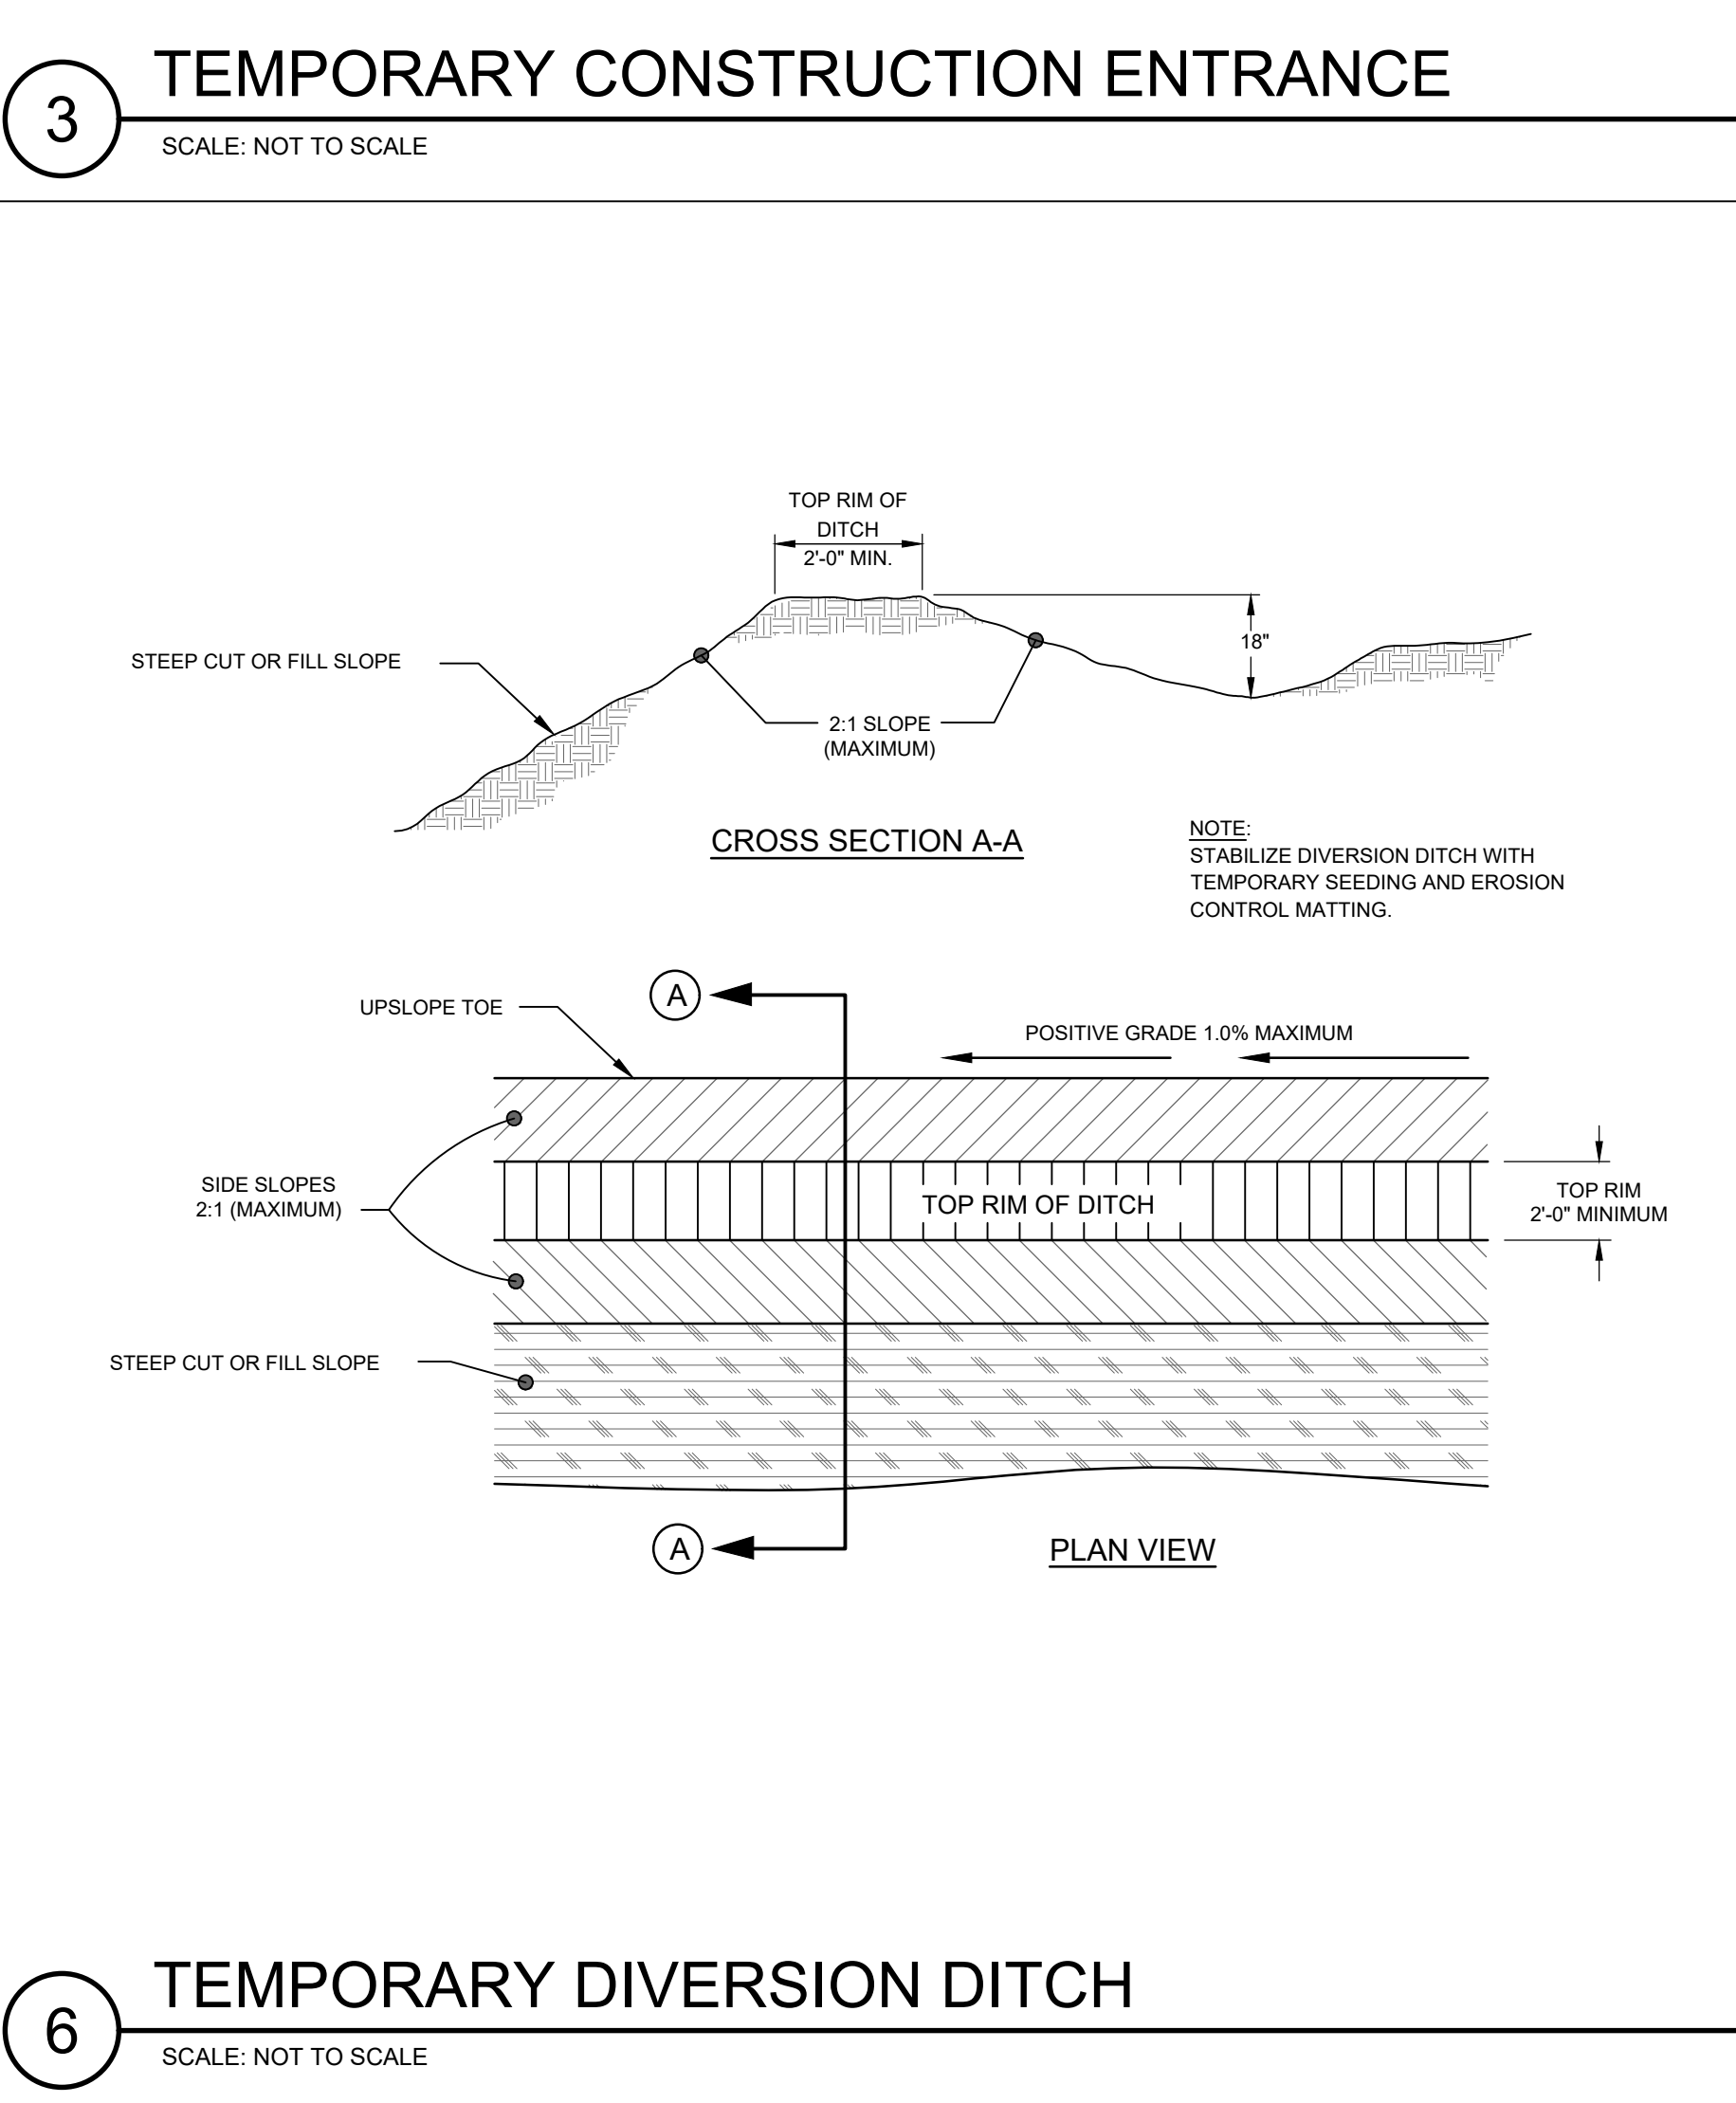 3
TEMPORARY CONSTRUCTION ENTRANCE
SCALE: NOT TO SCALE
TOP RIM OF
DITCH
2'-0" MIN.
18"
STEEP CUT OR FILL SLOPE
2:1 SLOPE
(MAXIMUM)
CROSS SECTION A-A
NOTE:
STABILIZE DIVERSION DITCH WITH
TEMPORARY SEEDING AND EROSION
CONTROL MATTING.
A
UPSLOPE TOE
POSITIVE GRADE 1.0% MAXIMUM
SIDE SLOPES
2:1 (MAXIMUM)
TOP RIM OF DITCH
TOP RIM
2'-0" MINIMUM
STEEP CUT OR FILL SLOPE
A
PLAN VIEW
6
TEMPORARY DIVERSION DITCH
SCALE: NOT TO SCALE